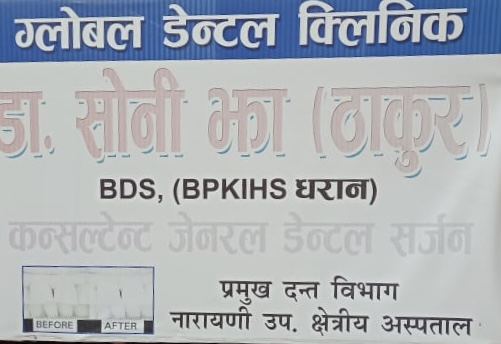 ग्लोबल डेन्टल क्लिनिक
डा. सोनी झा (ठाकुर)
BDS, (BPKIHS धरान)
कन्सल्टेन्ट जेनरल डेन्टल सर्जन
प्रमुख दन्त विभाग
नारायणी उप. क्षेत्रीय अस्पताल
BEFORE AFTER